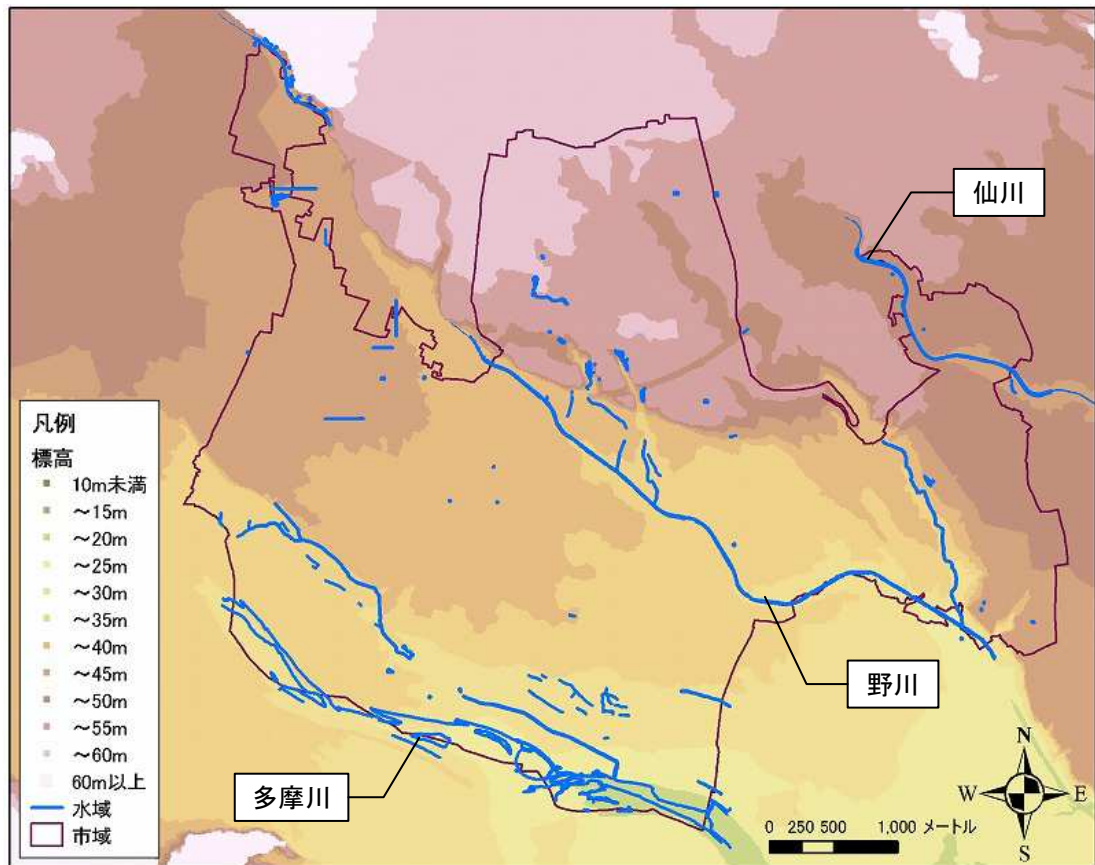 仙川
凡例
標高
10m未満
～15m
～20m
～25m
～30m
～35m
～40m
～45m
～50m
～55m
～60m
60m以上
水域
市域
野川
多摩川
N
W
E
S
0 250 500 1,000 メートル